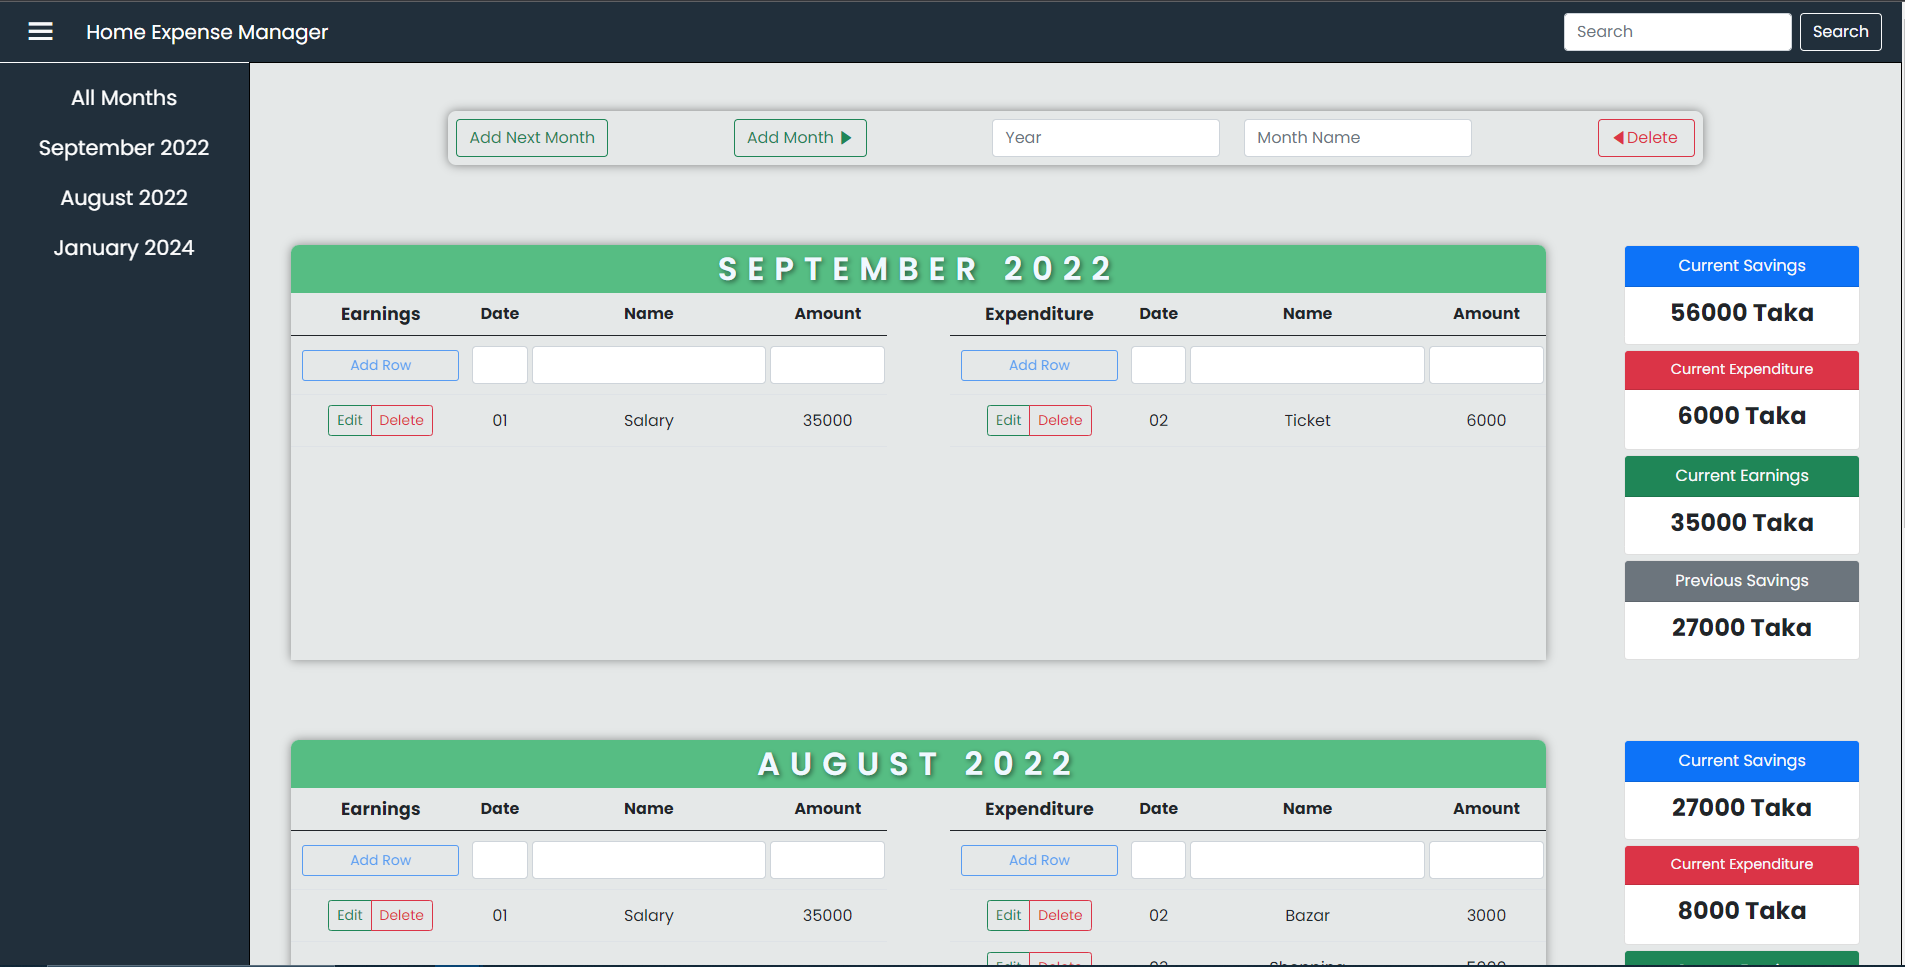 Home Expense Manager
Search
Search
All Months
September 2022
August 2022
January 2024
Add Next Month
Add Month
Year
Month Name
Delete
SEPTEMBER 2022
Earnings Date Name Amount Expenditure Date Name Amount
Add Row Add Row
Edit Delete 01 Salary 35000 Edit Delete 02 Ticket 6000
Current Savings
56000 Taka
Current Expenditure
6000 Taka
Current Earnings
35000 Taka
Previous Savings
27000 Taka
AUGUST 2022
Earnings Date Name Amount Expenditure Date Name Amount
Add Row Add Row
Edit Delete 01 Salary 35000 Edit Delete 02 Bazar 3000
Current Savings
27000 Taka
Current Expenditure
8000 Taka